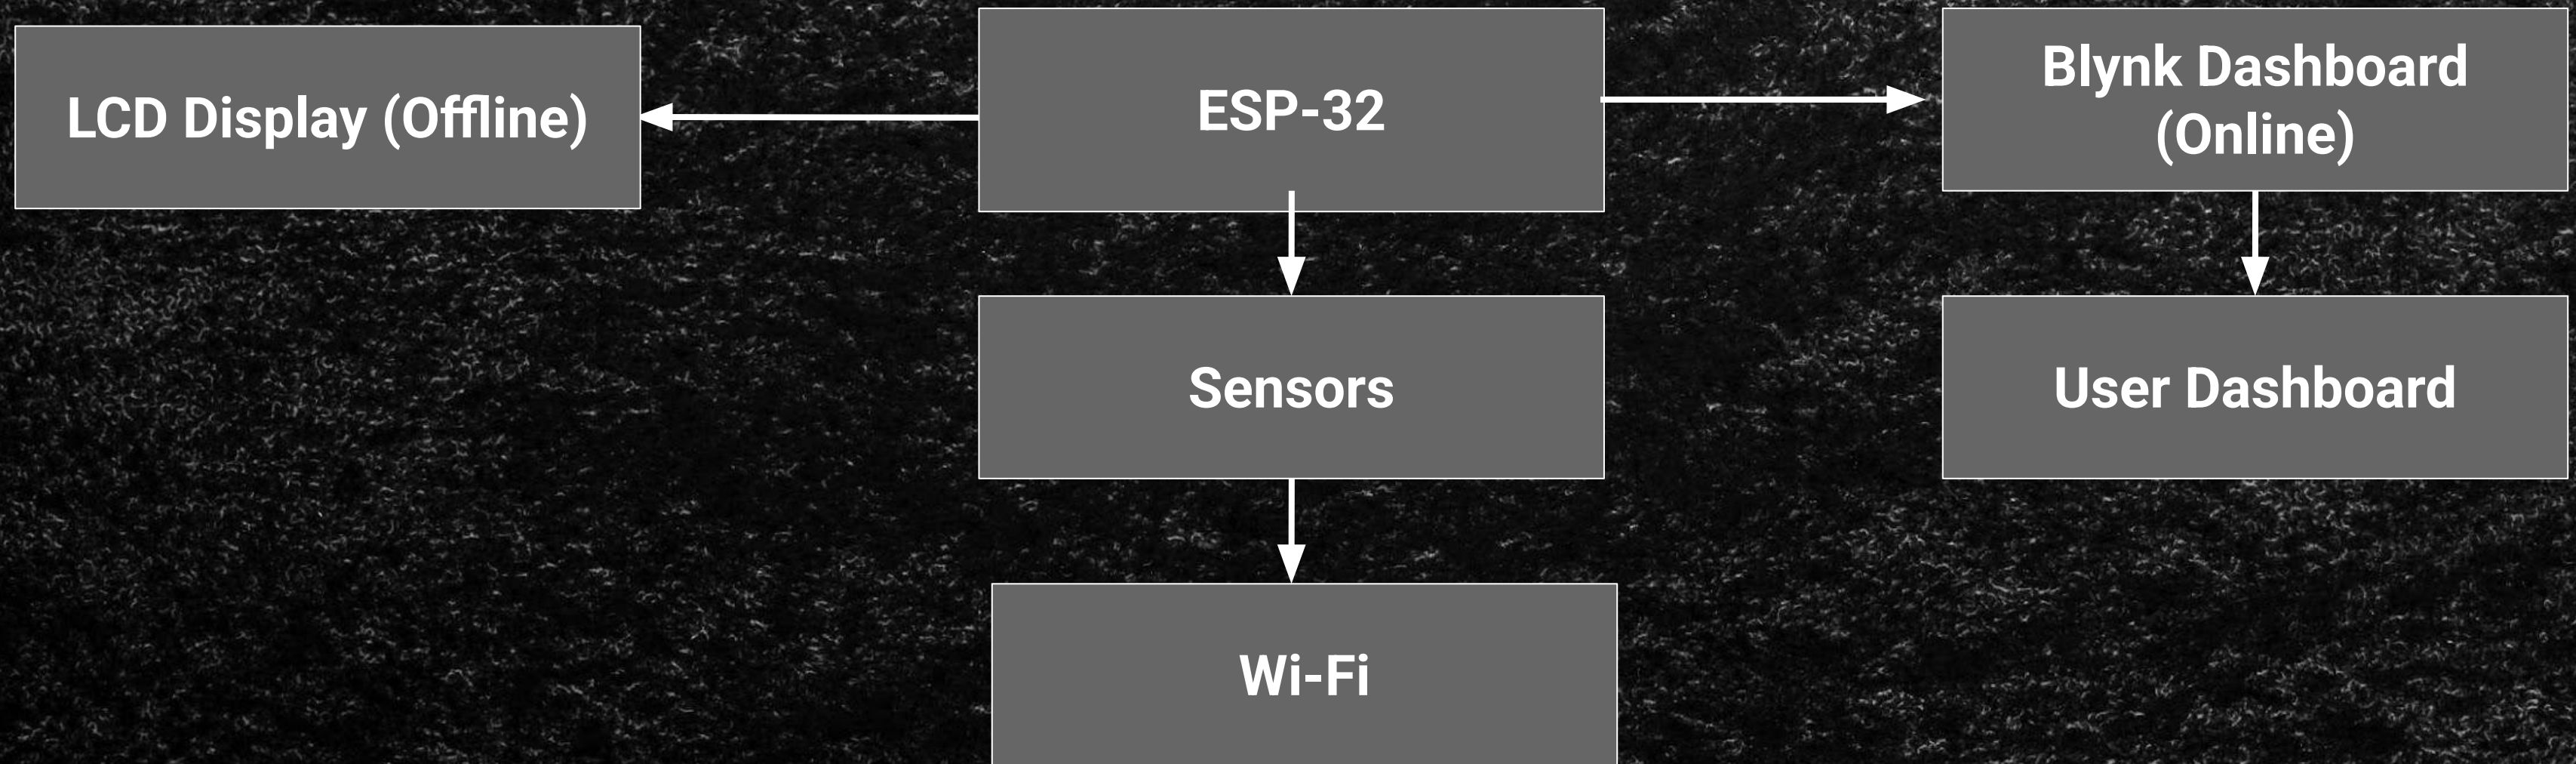 LCD Display (Offline)
ESP-32
Blynk Dashboard
(Online)
Sensors
User Dashboard
Wi-Fi